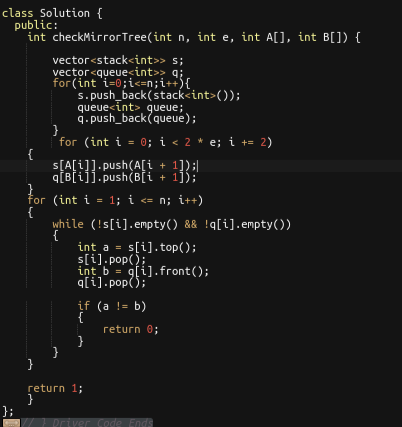 class Solution {
public:
int checkMirrorTree(int n, int e, int A[], int B[]) {
vector<stack<int>> s;
vector<queue<int>> q;
for(int i=0;i<=n;i++){
s.push_back(stack<int>());
queue<int> queue;
q.push_back(queue);
}
for (int i = 0; i < 2 * e; i += 2)
{
s[A[i]].push(A[i + 1]);
q[B[i]].push(B[i + 1]);
}
for (int i = 1; i <= n; i++)
{
while (!s[i].empty() && !q[i].empty())
{
int a = s[i].top();
s[i].pop();
int b = q[i].front();
q[i].pop();
if (a != b)
{
return 0;
}
}
}
return 1;
}
};
// } Driver Code Ends